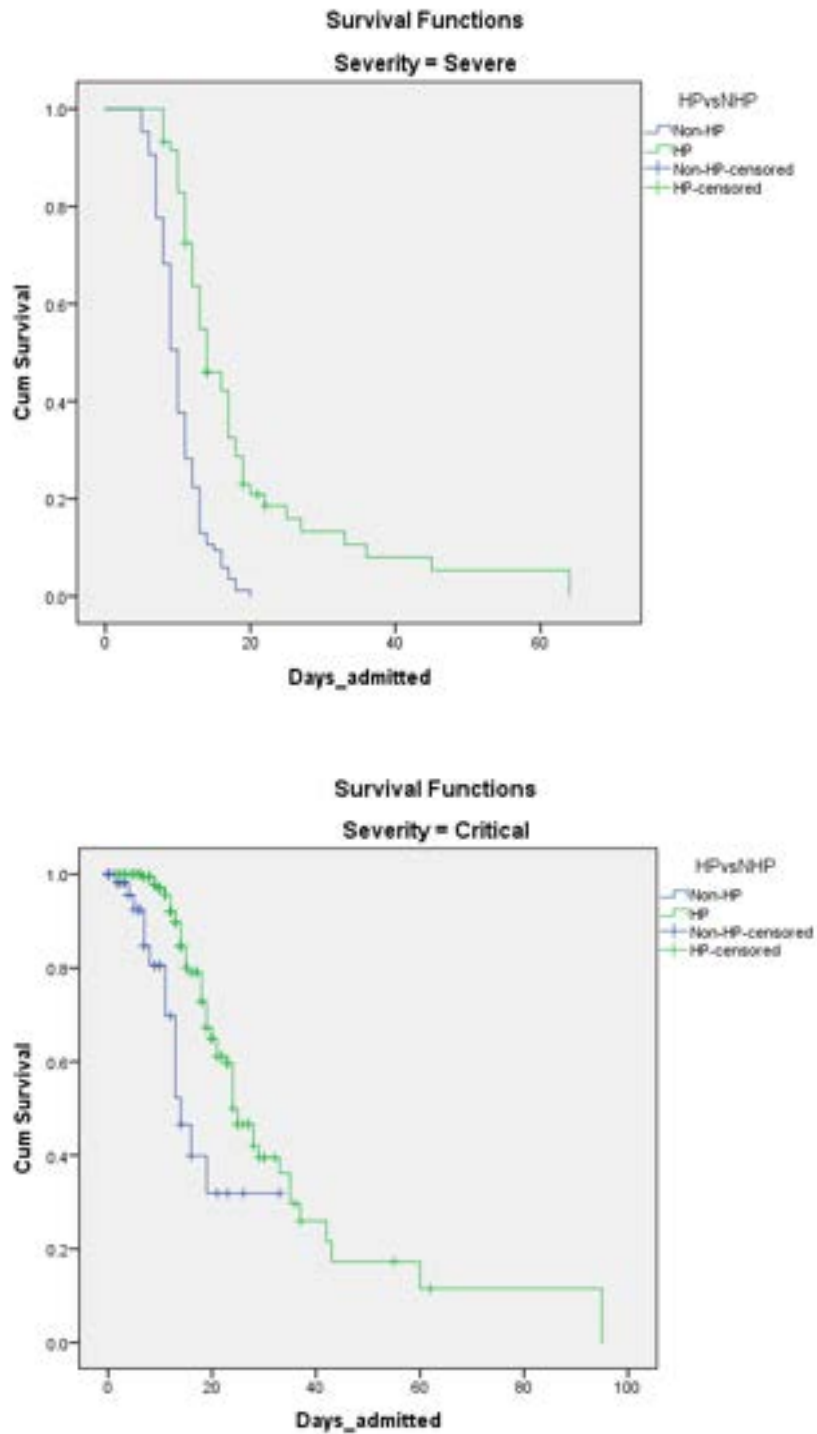 Survival Functions
Severity = Severe
HPvsNHP
Non-HP
HP
Non-HP-censored
HP-censored
1.0
0.8
0.6
0.4
0.2
0.0
Cum Survival
0
20
40
60
Days_admitted
Survival Functions
Severity = Critical
HPvsNHP
Non-HP
HP
Non-HP-censored
HP-censored
1.0
0.8
0.6
0.4
0.2
0.0
Cum Survival
0
20
40
60
80
100
Days_admitted